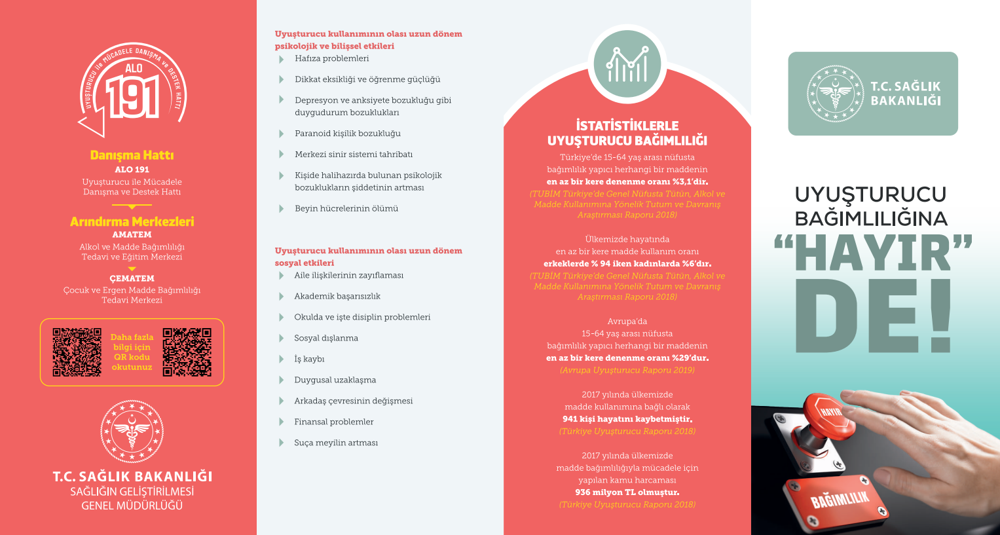 UYUŞTURUCU ile MÜCADELE DANIŞMA ve DESTEK HATTI
ALO
191
Danışma Hattı
ALO 191
Uyuşturucu ile Mücadele
Danışma ve Destek Hattı
Arındırma Merkezleri
AMATEM
Alkol ve Madde Bağımlılığı
Tedavi ve Eğitim Merkezi
ÇEMATEM
Çocuk ve Ergen Madde Bağımlılığı
Tedavi Merkezi
Daha fazla
bilgi için
QR kodu
okutunuz
T.C. SAĞLIK BAKANLIĞI
SAĞLIĞIN GELİŞTİRİLMESİ
GENEL MÜDÜRLÜĞÜ
Uyuşturucu kullanımının olası uzun dönem
psikolojik ve bilişsel etkileri
Hafıza problemleri
Dikkat eksikliği ve öğrenme güçlüğü
Depresyon ve anksiyete bozukluğu gibi
duygudurum bozuklukları
Paranoid kişilik bozukluğu
Merkezi sinir sistemi tahribatı
Kişide halihazırda bulunan psikolojik
bozuklukların şiddetinin artması
Beyin hücrelerinin ölümü
Uyuşturucu kullanımının olası uzun dönem
sosyal etkileri
Aile ilişkilerinin zayıflaması
Akademik başarısızlık
Okulda ve işte disiplin problemleri
Sosyal dışlanma
İş kaybı
Duygusal uzaklaşma
Arkadaş çevresinin değişmesi
Finansal problemler
Suça meyilin artması
İSTATİSTİKLERLE
UYUŞTURUCU BAĞIMLILIĞI
Türkiye’de 15-64 yaş arası nüfusta
bağımlılık yapıcı herhangi bir maddenin
en az bir kere denenme oranı %3,1’dir.
(TUBİM Türkiye’de Genel Nüfusta Tütün, Alkol ve
Madde Kullanımına Yönelik Tutum ve Davranış
Araştırması Raporu 2018)
Ülkemizde hayatında
en az bir kere madde kullanım oranı
erkeklerde % 94 iken kadınlarda %6’dır.
(TUBİM Türkiye’de Genel Nüfusta Tütün, Alkol ve
Madde Kullanımına Yönelik Tutum ve Davranış
Araştırması Raporu 2018)
Avrupa’da
15-64 yaş arası nüfusta
bağımlılık yapıcı herhangi bir maddenin
en az bir kere denenme oranı %29’dur.
(Avrupa Uyuşturucu Raporu 2019)
2017 yılında ülkemizde
madde kullanımına bağlı olarak
941 kişi hayatını kaybetmiştir.
(Türkiye Uyuşturucu Raporu 2018)
2017 yılında ülkemizde
madde bağımlılığıyla mücadele için
yapılan kamu harcaması
936 milyon TL olmuştur.
(Türkiye Uyuşturucu Raporu 2018)
T.C. SAĞLIK
BAKANLIĞI
UYUŞTURUCU
BAĞIMLILIĞINA
“HAYIR”
DE!
HAYIR
BAĞIMLILIK